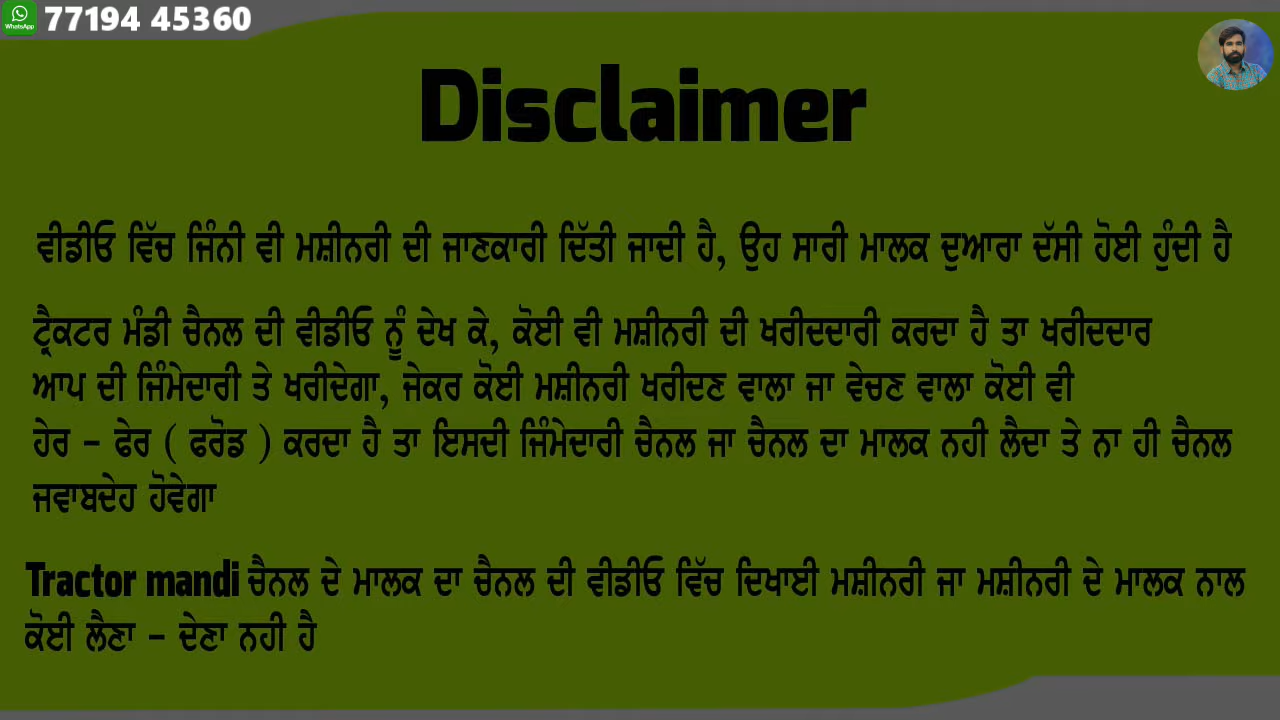 WhatsApp 77194 45360
Disclaimer
ਵੀਡੀਓ ਵਿੱਚ ਜਿੰਨੀ ਵੀ ਮਸ਼ੀਨਰੀ ਦੀ ਜਾਣਕਾਰੀ ਦਿੱਤੀ ਜਾਦੀ ਹੈ, ਉਹ ਸਾਰੀ ਮਾਲਕ ਦੁਆਰਾ ਦੱਸੀ ਹੋਈ ਹੁੰਦੀ ਹੈ
ਟ੍ਰੈਕਟਰ ਮੰਡੀ ਚੈਨਲ ਦੀ ਵੀਡੀਓ ਨੂੰ ਦੇਖ ਕੇ, ਕੋਈ ਵੀ ਮਸ਼ੀਨਰੀ ਦੀ ਖਰੀਦਦਾਰੀ ਕਰਦਾ ਹੈ ਤਾ ਖਰੀਦਦਾਰ
ਆਪ ਦੀ ਜਿੰਮੇਦਾਰੀ ਤੇ ਖਰੀਦੇਗਾ, ਜੇਕਰ ਕੋਈ ਮਸ਼ੀਨਰੀ ਖਰੀਦਣ ਵਾਲਾ ਜਾ ਵੇਚਣ ਵਾਲਾ ਕੋਈ ਵੀ
ਹੇਰ - ਫੇਰ ( ਫਰੋਡ ) ਕਰਦਾ ਹੈ ਤਾ ਇਸਦੀ ਜਿੰਮੇਦਾਰੀ ਚੈਨਲ ਜਾ ਚੈਨਲ ਦਾ ਮਾਲਕ ਨਹੀ ਲੈਦਾ ਤੇ ਨਾ ਹੀ ਚੈਨਲ
ਜਵਾਬਦੇਹ ਹੋਵੇਗਾ
Tractor mandi ਚੈਨਲ ਦੇ ਮਾਲਕ ਦਾ ਚੈਨਲ ਦੀ ਵੀਡੀਓ ਵਿੱਚ ਦਿਖਾਈ ਮਸ਼ੀਨਰੀ ਜਾ ਮਸ਼ੀਨਰੀ ਦੇ ਮਾਲਕ ਨਾਲ
ਕੋਈ ਲੈਣਾ - ਦੇਣਾ ਨਹੀ ਹੈ